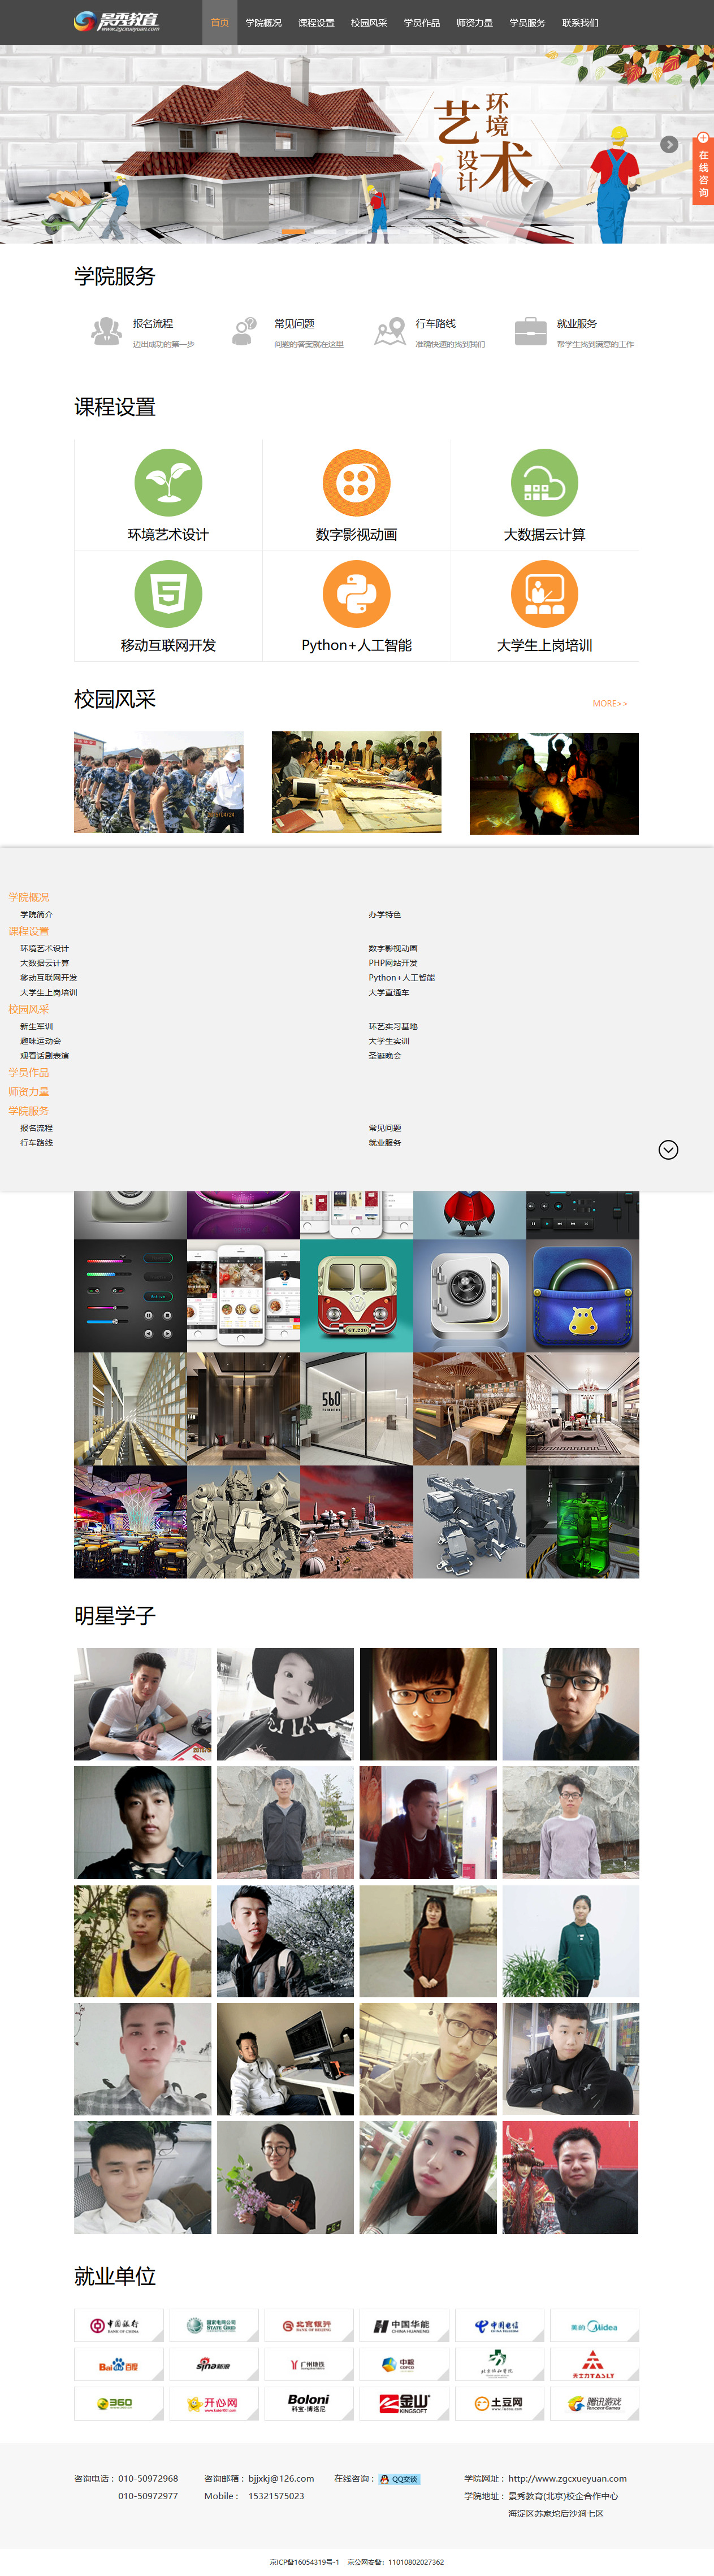 景秀教育
www.zgcxueyuan.com
首页 学院概况 课程设置 校园风采 学员作品 师资力量 学员服务 联系我们
环境
艺术
设计
在线咨询
学院服务
报名流程
迈出成功的第一步
常见问题
问题的答案就在这里
行车路线
准确快速的找到我们
就业服务
帮学生找到满意的工作
课程设置
环境艺术设计 数字影视动画 大数据云计算
移动互联网开发 Python+人工智能 大学生上岗培训
校园风采
MORE>>
学院概况
学院简介 办学特色
课程设置
环境艺术设计 数字影视动画
大数据云计算 PHP网站开发
移动互联网开发 Python+人工智能
大学生上岗培训 大学直通车
校园风采
新生军训 环艺实习基地
趣味运动会 大学生实训
观看话剧表演 圣诞晚会
学员作品
师资力量
学院服务
报名流程 常见问题
行车路线 就业服务
GT.230
560
明星学子
就业单位
中国银行 BANK OF CHINA
国家电网公司 STATE GRID
北京银行 BANK OF BEIJING
中国华能 CHINA HUANENG
中国电信 CHINA TELECOM
美的 Midea
Bai 百度
sina 新浪
广州地铁 Guangzhou Metro
中粮 COFCO
天士力 TASLY
360
开心网
Boloni 科宝·博洛尼
金山 KINGSOFT
土豆网
腾讯游戏 Tencent Games
咨询电话：010-50972968 咨询邮箱：bjjxkj@126.com 在线咨询： QQ交谈 学院网址：http://www.zgcxueyuan.com
010-50972977 Mobile： 15321575023 学院地址：景秀教育(北京)校企合作中心
海淀区苏家坨后沙涧七区
京ICP备16054319号-1 京公网安备：11010802027362